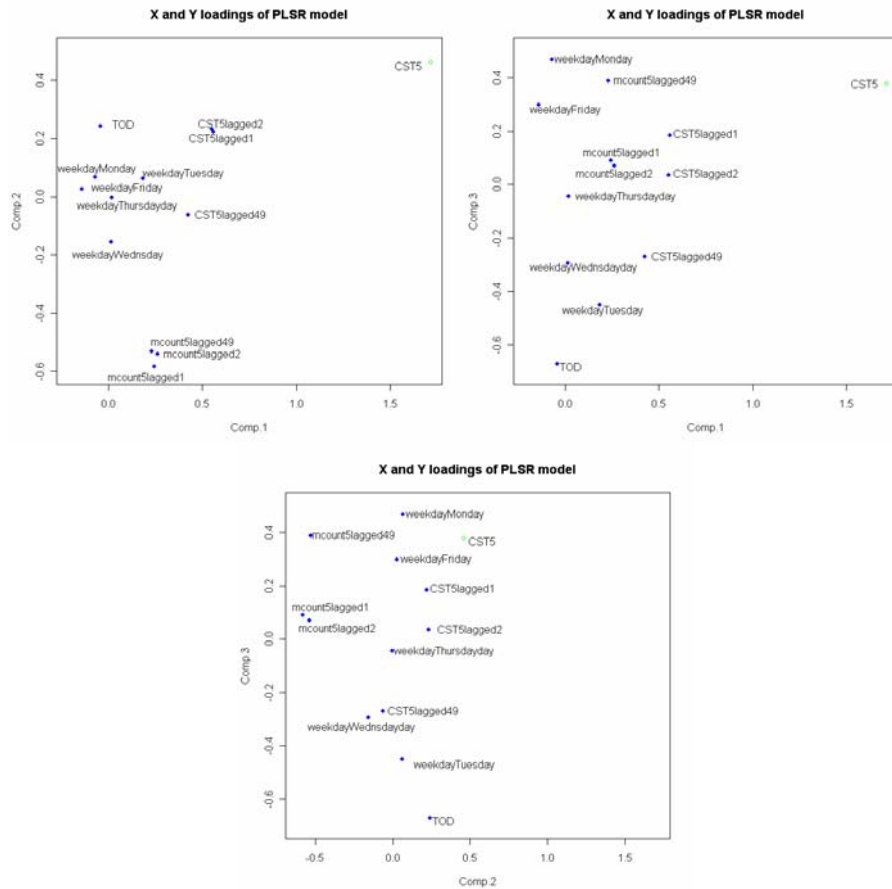 X and Y loadings of PLSR model
CST5
CST5lagged2
TOD
CST5lagged1
weekdayMonday
weekdayTuesday
weekdayFriday
weekdayThursdayday
CST5lagged49
weekdayWednsday
mcount5lagged49
mcount5lagged2
mcount5lagged1
0.4
0.2
0.0
-0.2
-0.4
-0.6
Comp.2
0.0
0.5
1.0
1.5
Comp.1
X and Y loadings of PLSR model
weekdayMonday
mcount5lagged49
CST5
weekdayFriday
CST5lagged1
mcount5lagged1
mcount5lagged2
CST5lagged2
weekdayThursdayday
CST5lagged49
weekdayWednsdayday
weekdayTuesday
TOD
0.4
0.2
0.0
-0.2
-0.4
-0.6
Comp.3
0.0
0.5
1.0
1.5
Comp.1
X and Y loadings of PLSR model
weekdayMonday
mcount5lagged49
CST5
weekdayFriday
CST5lagged1
mcount5lagged1
mcount5lagged2
CST5lagged2
weekdayThursdayday
CST5lagged49
weekdayWednsdayday
weekdayTuesday
TOD
0.4
0.2
0.0
-0.2
-0.4
-0.6
Comp.3
-0.5
0.0
0.5
1.0
1.5
Comp.2